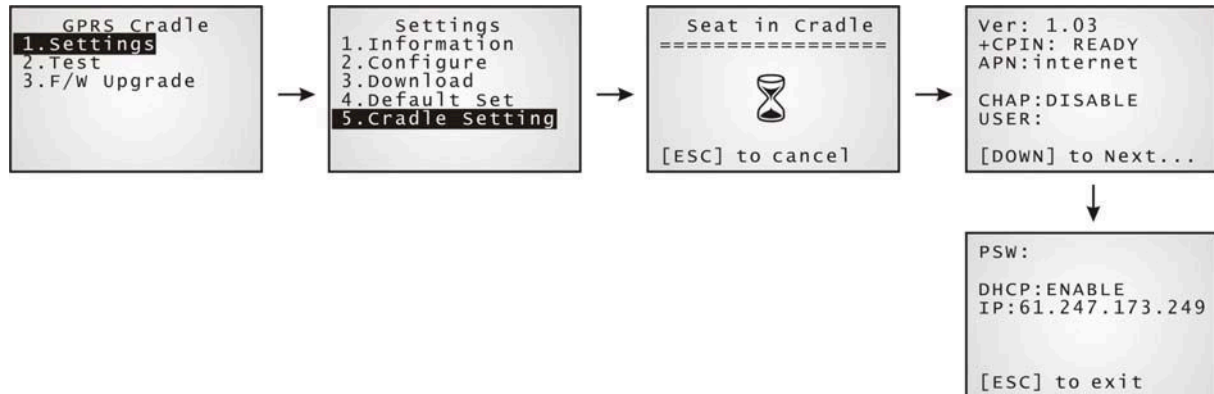 GPRS Cradle
1.Settings
2.Test
3.F/W Upgrade
Settings
1.Information
2.Configure
3.Download
4.Default Set
5.Cradle Setting
Seat in Cradle
=================
[ESC] to cancel
Ver: 1.03
+CPIN: READY
APN:internet
CHAP:DISABLE
USER:
[DOWN] to Next...
PSW:
DHCP:ENABLE
IP:61.247.173.249
[ESC] to exit